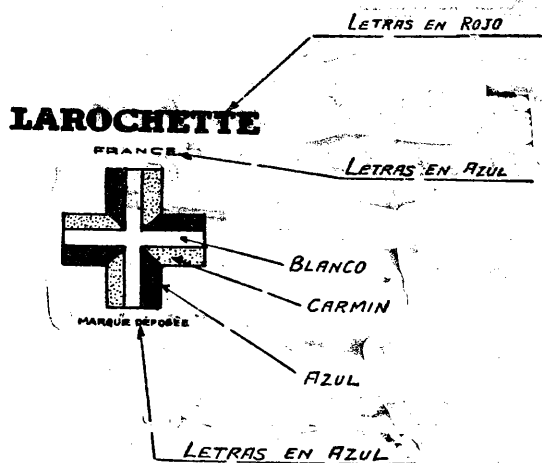 LETRAS EN ROJO
LAROCHETTE
FRANCE
LETRAS EN AZUL
BLANCO
CARMIN
MARQUE DÉPOSÉE
AZUL
LETRAS EN AZUL